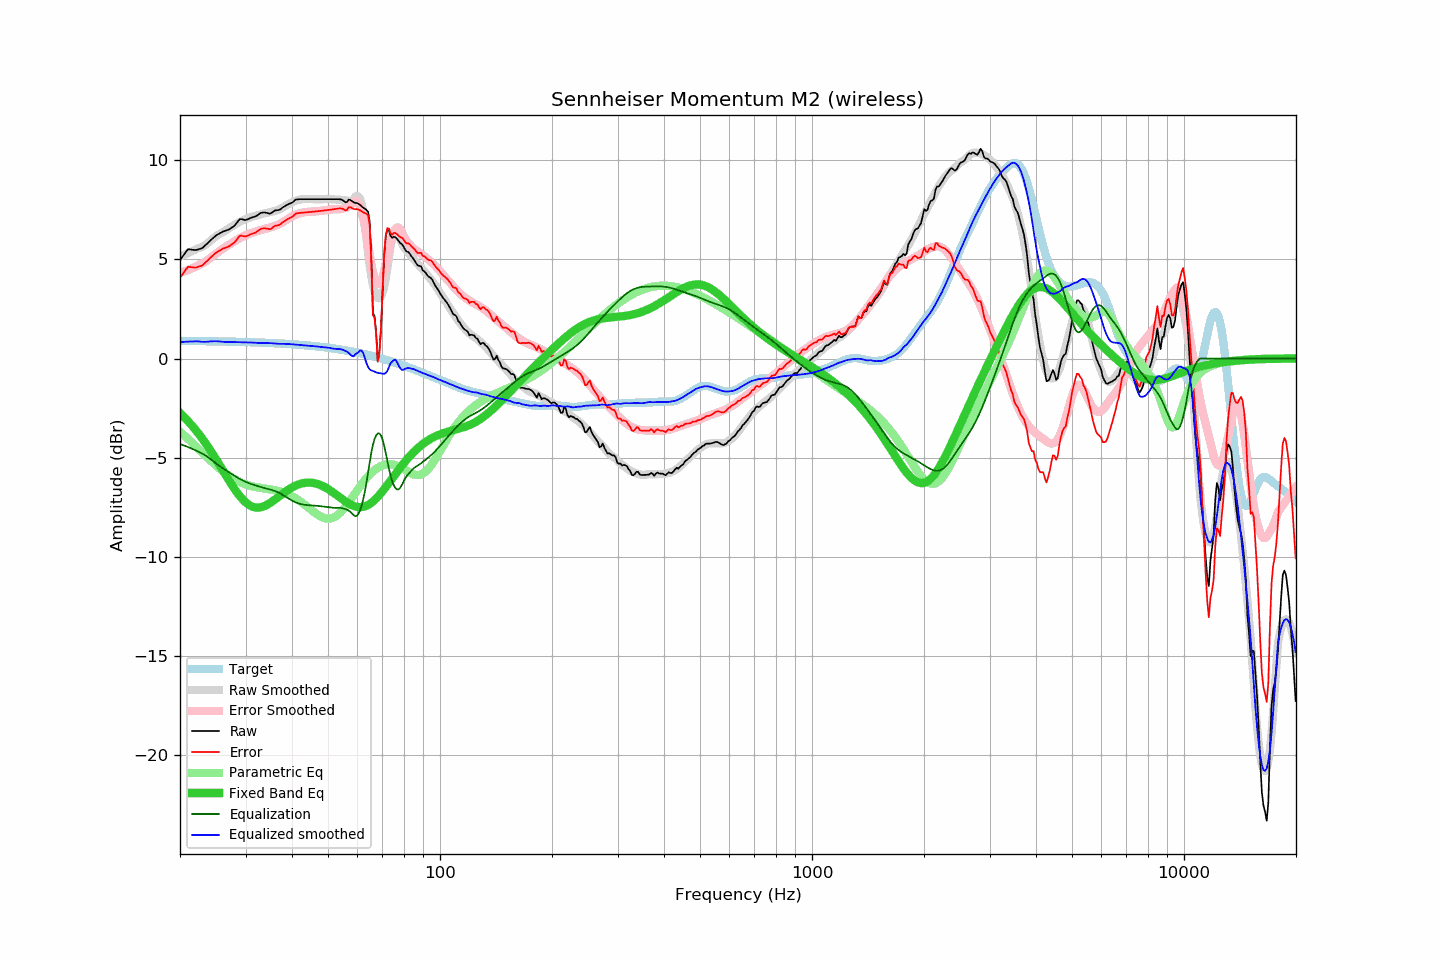 Sennheiser Momentum M2 (wireless)
10
5
0
−5
−10
−15
−20
Amplitude (dBr)
Target
Raw Smoothed
Error Smoothed
Raw
Error
Parametric Eq
Fixed Band Eq
Equalization
Equalized smoothed
100
1000
10000
Frequency (Hz)